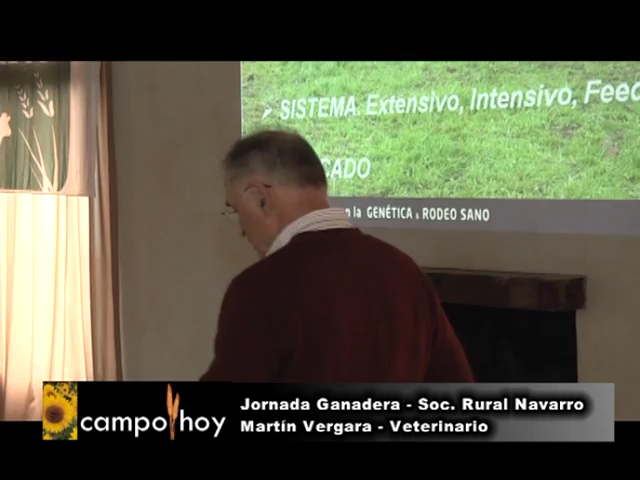 SISTEMA. Extensivo, Intensivo, Feed
CADO
n la GENÉTICA & RODEO SANO
campo hoy
Jornada Ganadera - Soc. Rural Navarro
Martín Vergara - Veterinario